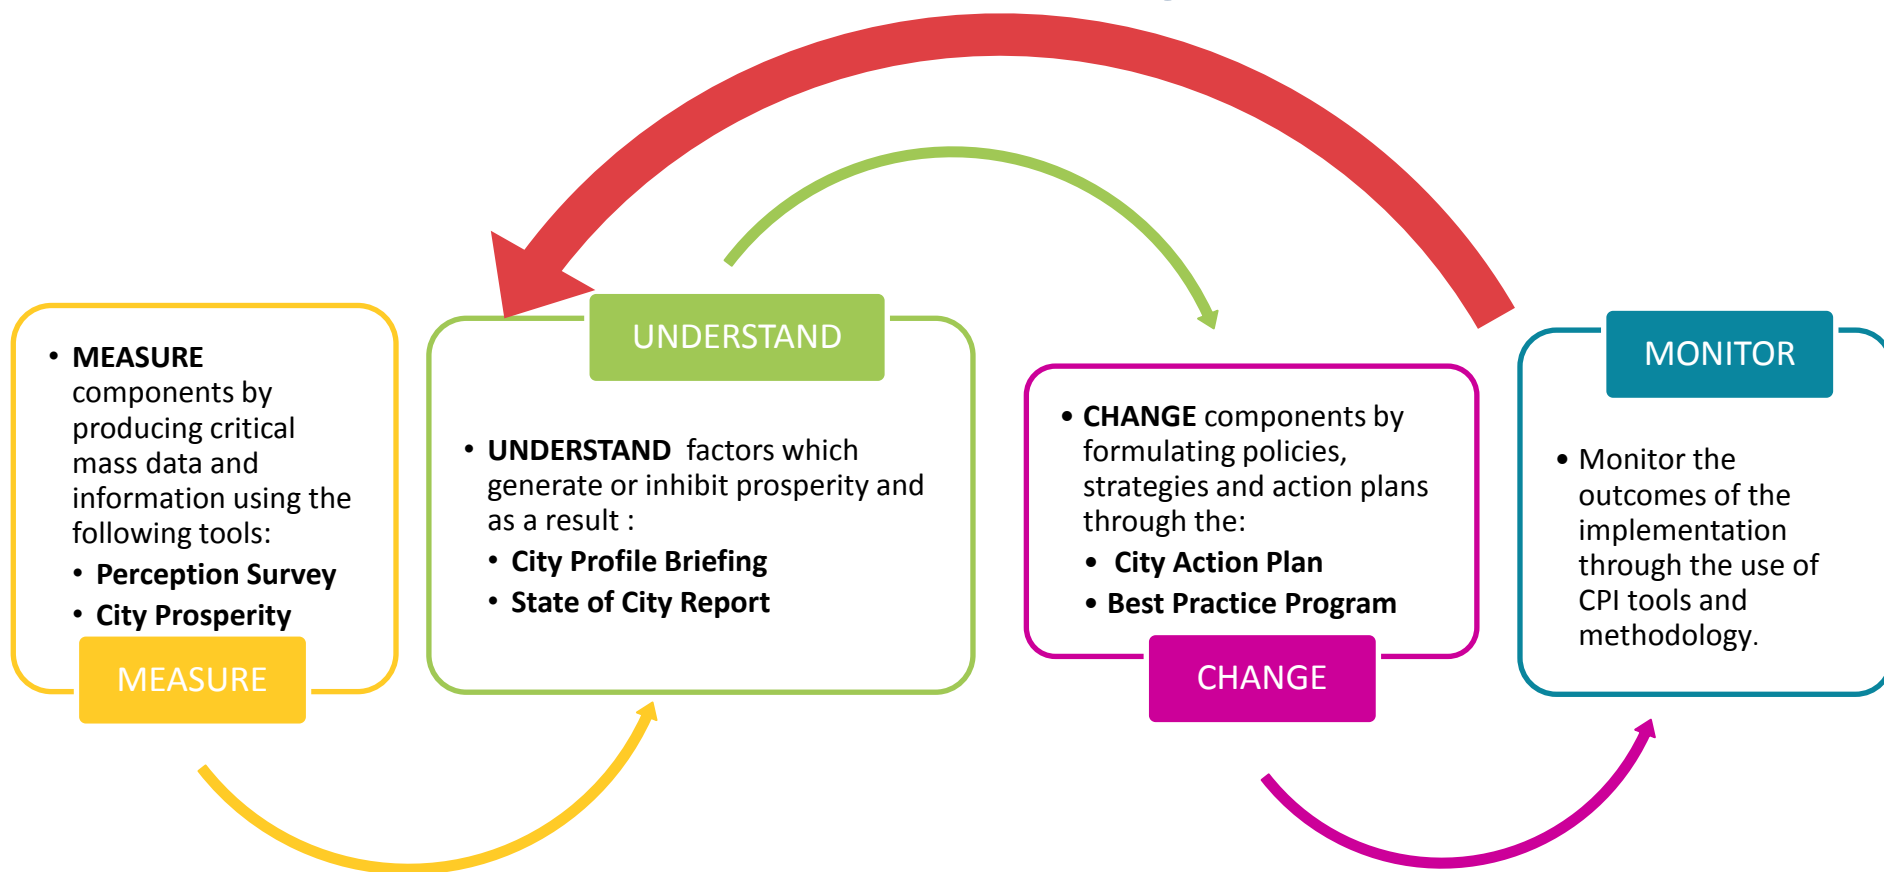 • MEASURE
components by
producing critical
mass data and
information using the
following tools:
• Perception Survey
• City Prosperity
MEASURE
UNDERSTAND
• UNDERSTAND factors which
generate or inhibit prosperity and
as a result :
• City Profile Briefing
• State of City Report
• CHANGE components by
formulating policies,
strategies and action plans
through the:
• City Action Plan
• Best Practice Program
CHANGE
MONITOR
• Monitor the
outcomes of the
implementation
through the use of
CPI tools and
methodology.